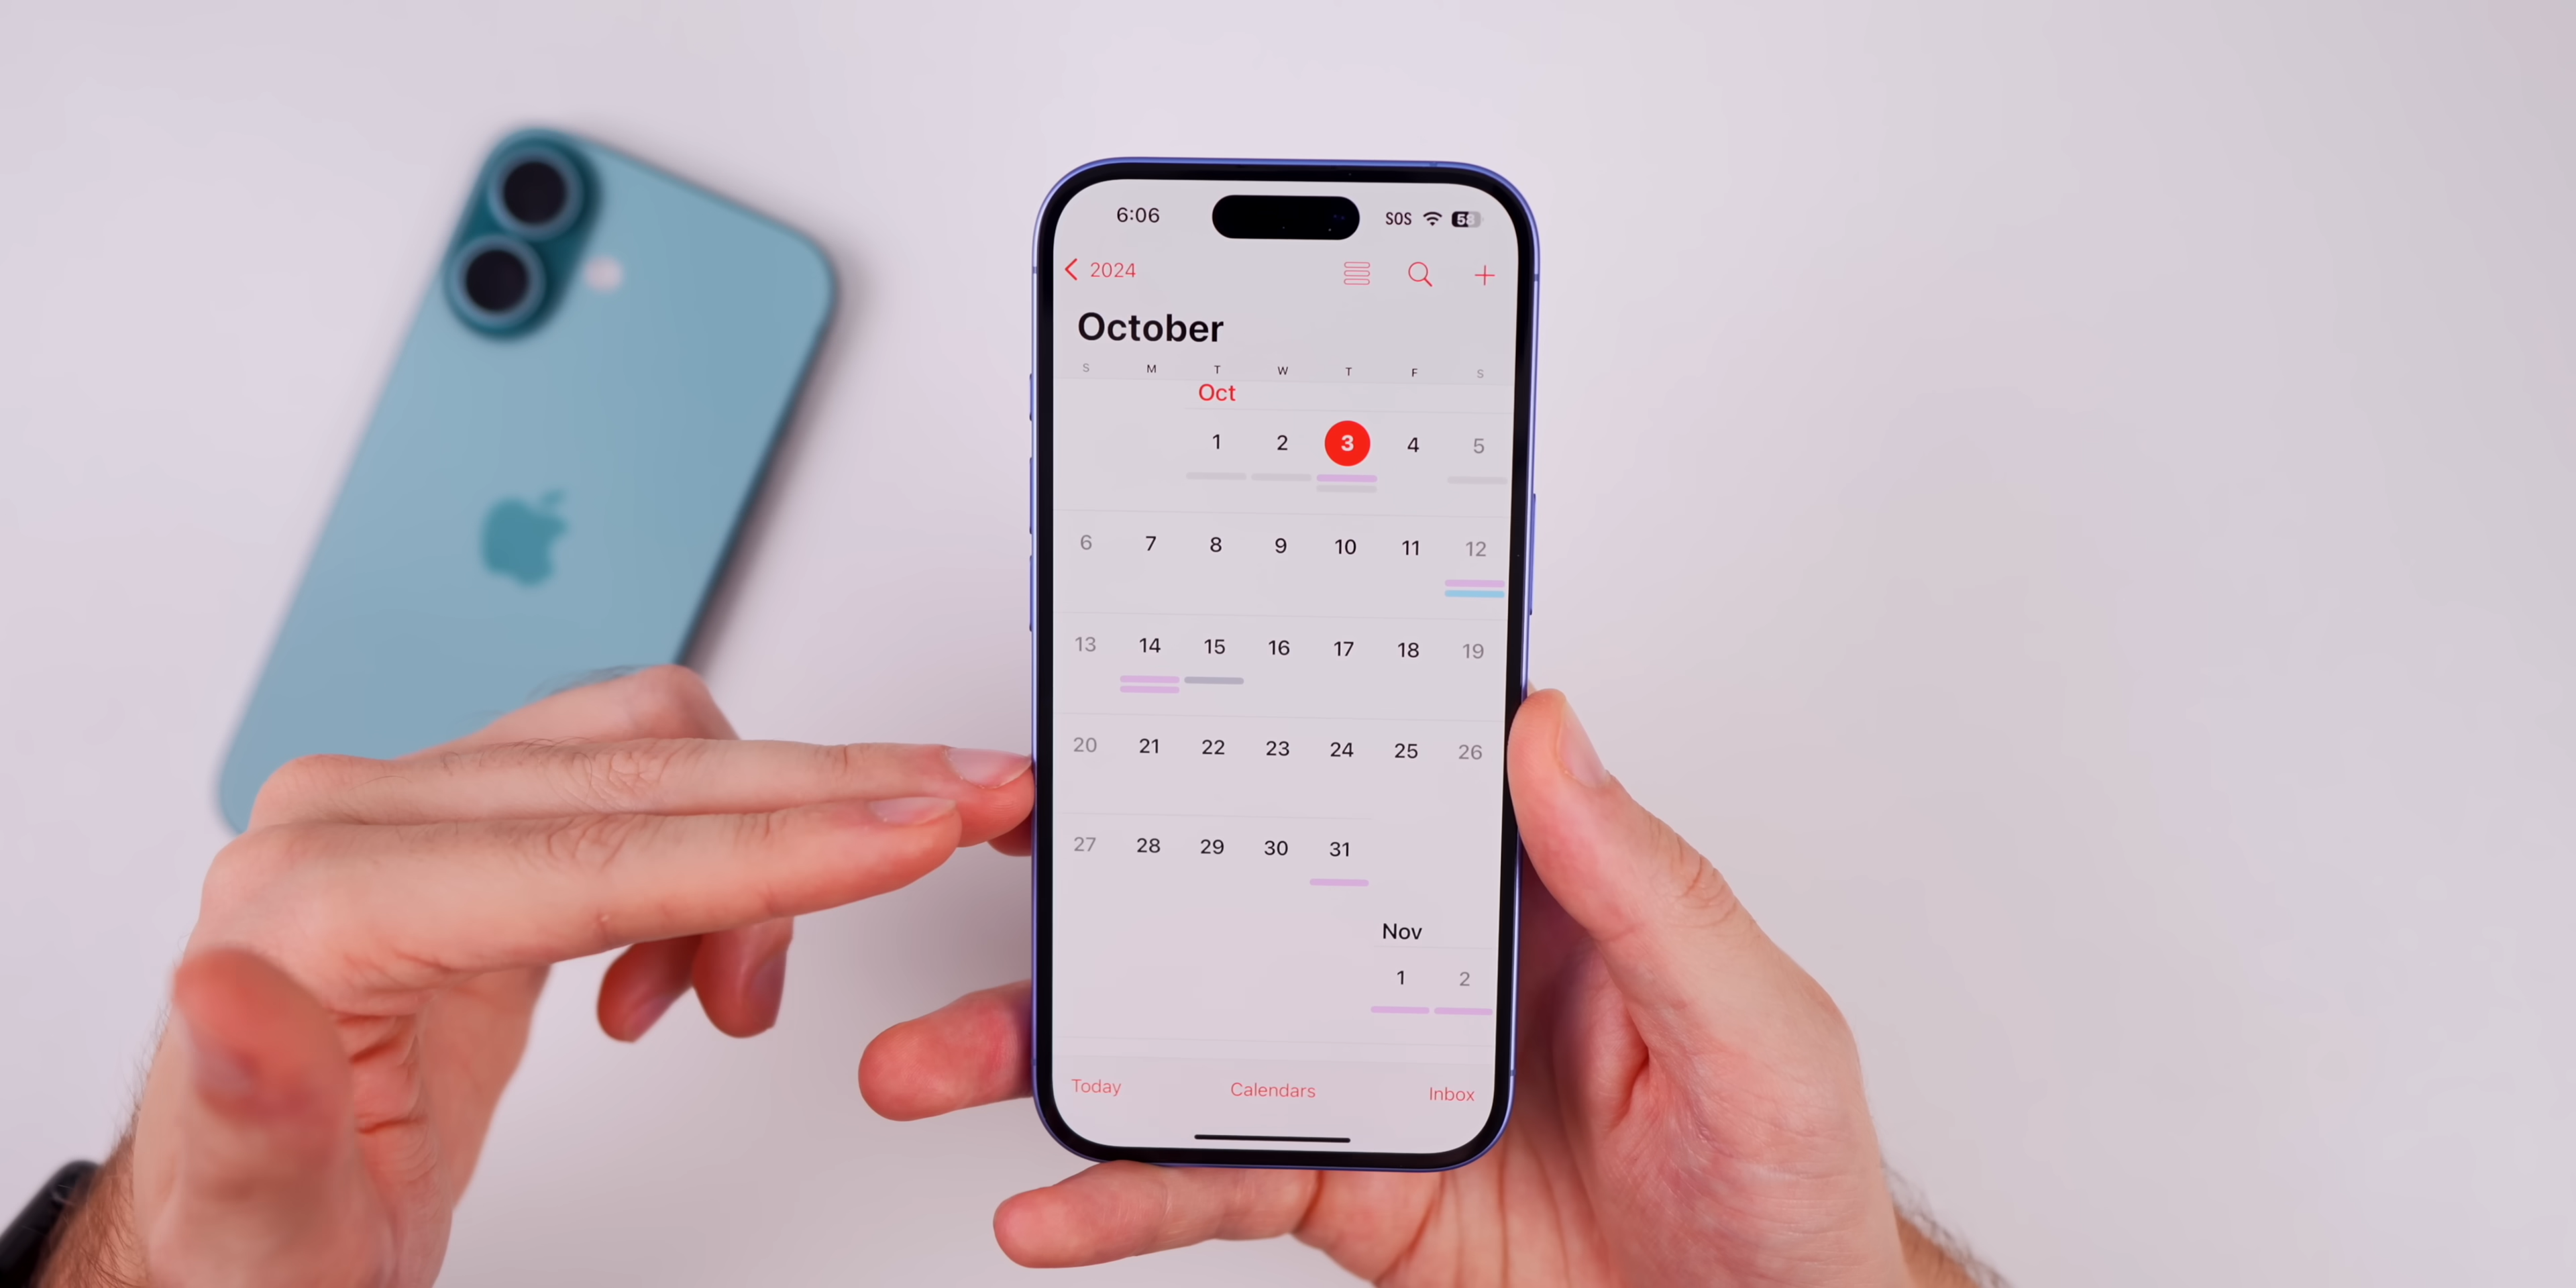 6:06 SOS 58
2024
October
S M T W T F S
Oct
1 2 3 4 5
6 7 8 9 10 11 12
13 14 15 16 17 18 19
20 21 22 23 24 25 26
27 28 29 30 31
Nov
1 2
Today Calendars Inbox